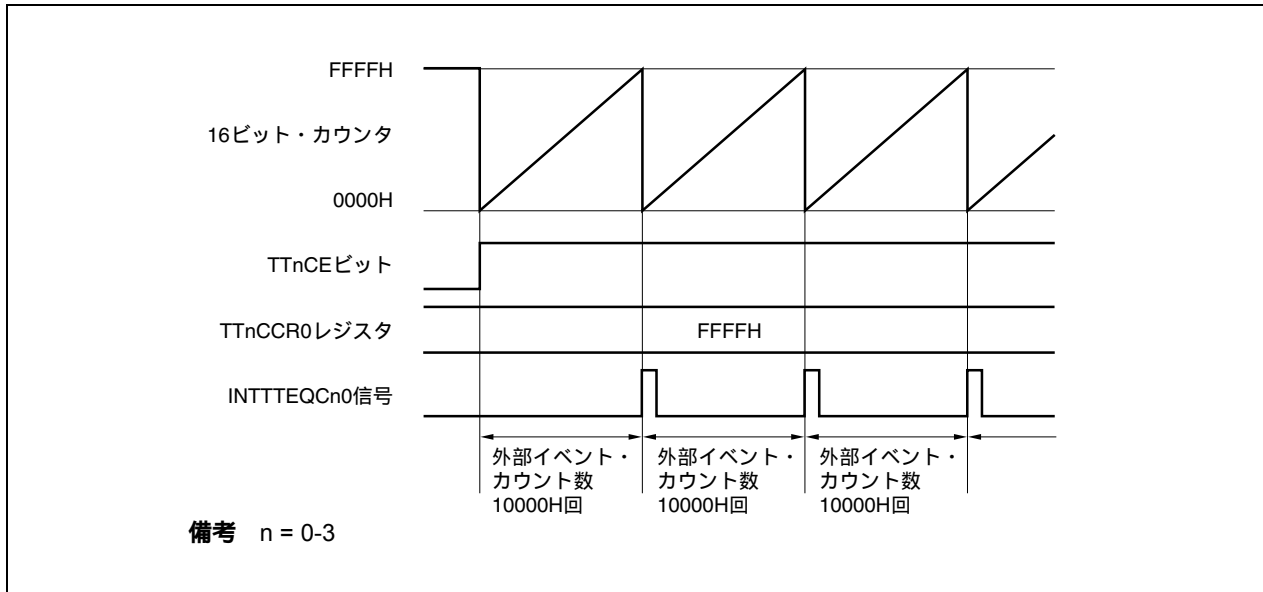 FFFFH
16ビット・カウンタ
0000H
TTnCEビット
TTnCCR0レジスタ
FFFFH
INTTTEQCn0信号
外部イベント・
カウント数
10000H回
外部イベント・
カウント数
10000H回
外部イベント・
カウント数
10000H回
備考 n = 0-3